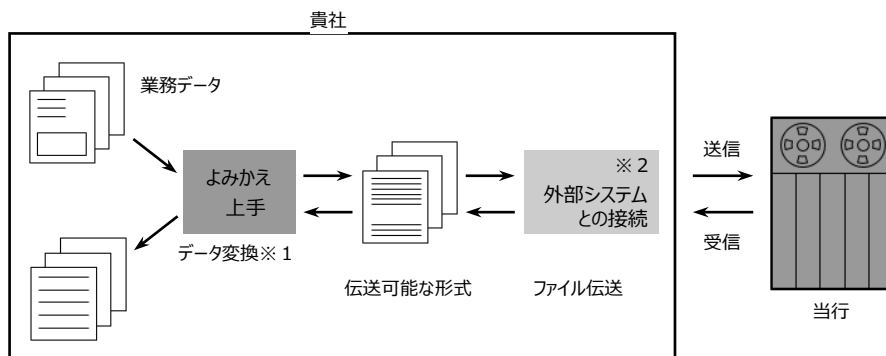 貴社
業務データ
よみかえ
上手
データ変換※1
伝送可能な形式
※2
外部システム
との接続
ファイル伝送
送信
受信
当行